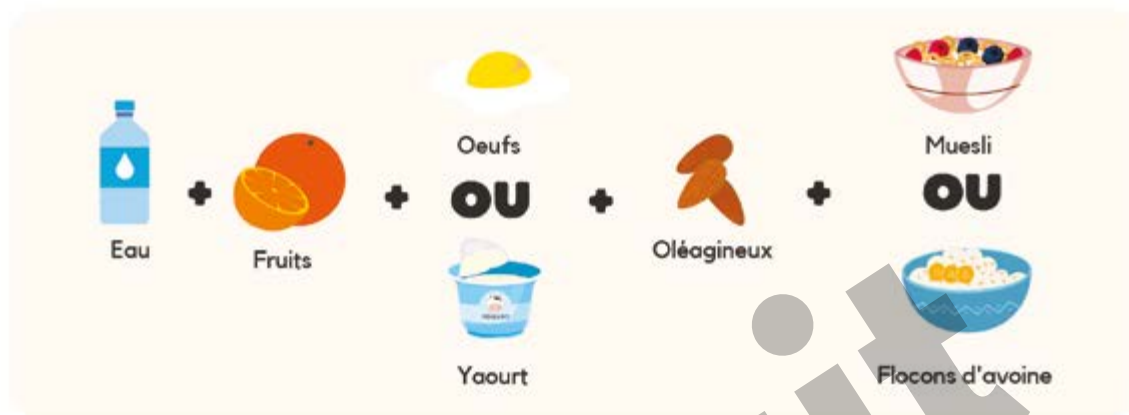 Eau
+
Fruits
+
Oeufs
OU
Yaourt
+
Oléagineux
+
Muesli
OU
Flocons d'avoine